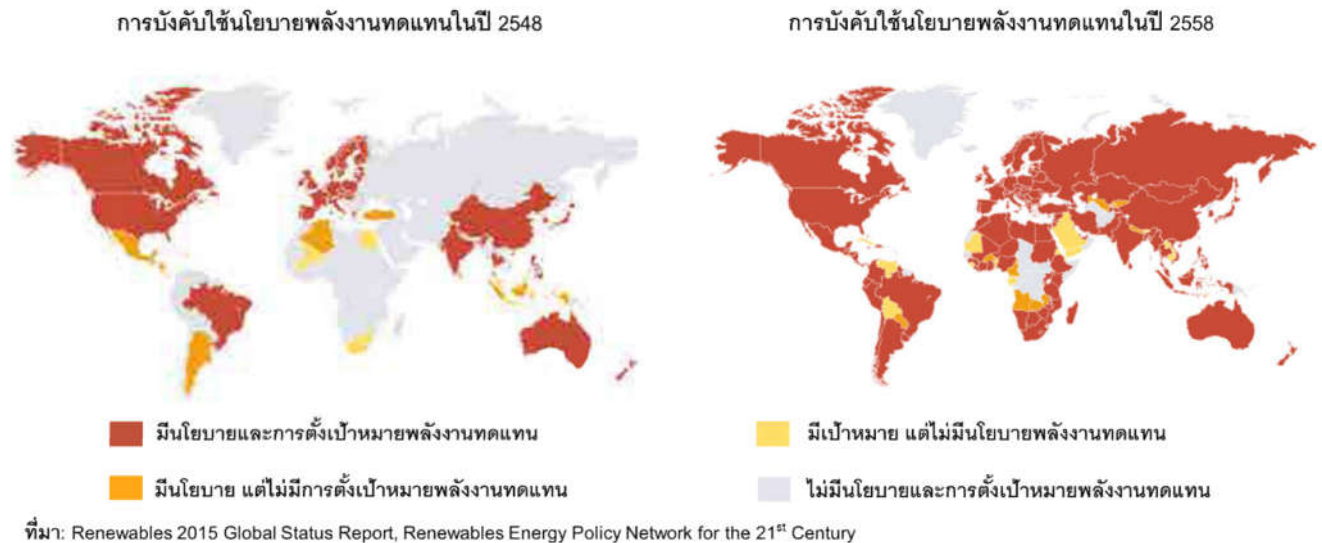 การบังคับใช้นโยบายพลังงานทดแทนในปี 2548
การบังคับใช้นโยบายพลังงานทดแทนในปี 2558
มีนโยบายและการตั้งเป้าหมายพลังงานทดแทน
มีเป้าหมาย แต่ไม่มีนโยบายพลังงานทดแทน
มีนโยบาย แต่ไม่มีการตั้งเป้าหมายพลังงานทดแทน
ไม่มีนโยบายและการตั้งเป้าหมายพลังงานทดแทน
ที่มา: Renewables 2015 Global Status Report, Renewables Energy Policy Network for the 21st Century